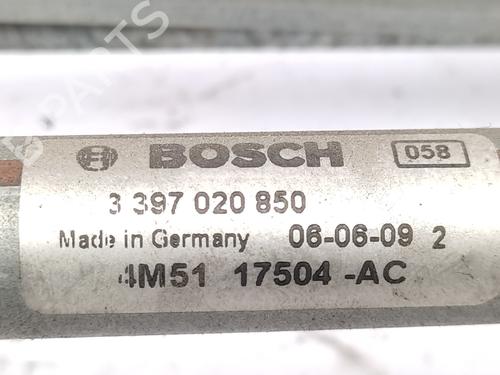 BOSCH 058
3 397 020 850
Made in Germany 06-06-09 2
4M51 17504-AC